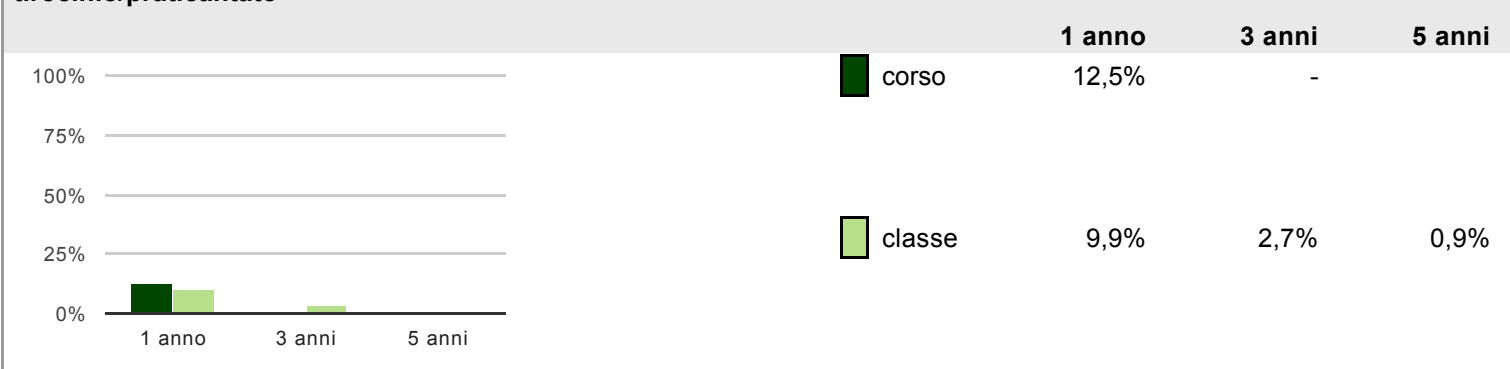 1 anno 3 anni 5 anni
100%
75%
50%
25%
0%
1 anno 3 anni 5 anni
corso 12,5% -
classe 9,9% 2,7% 0,9%